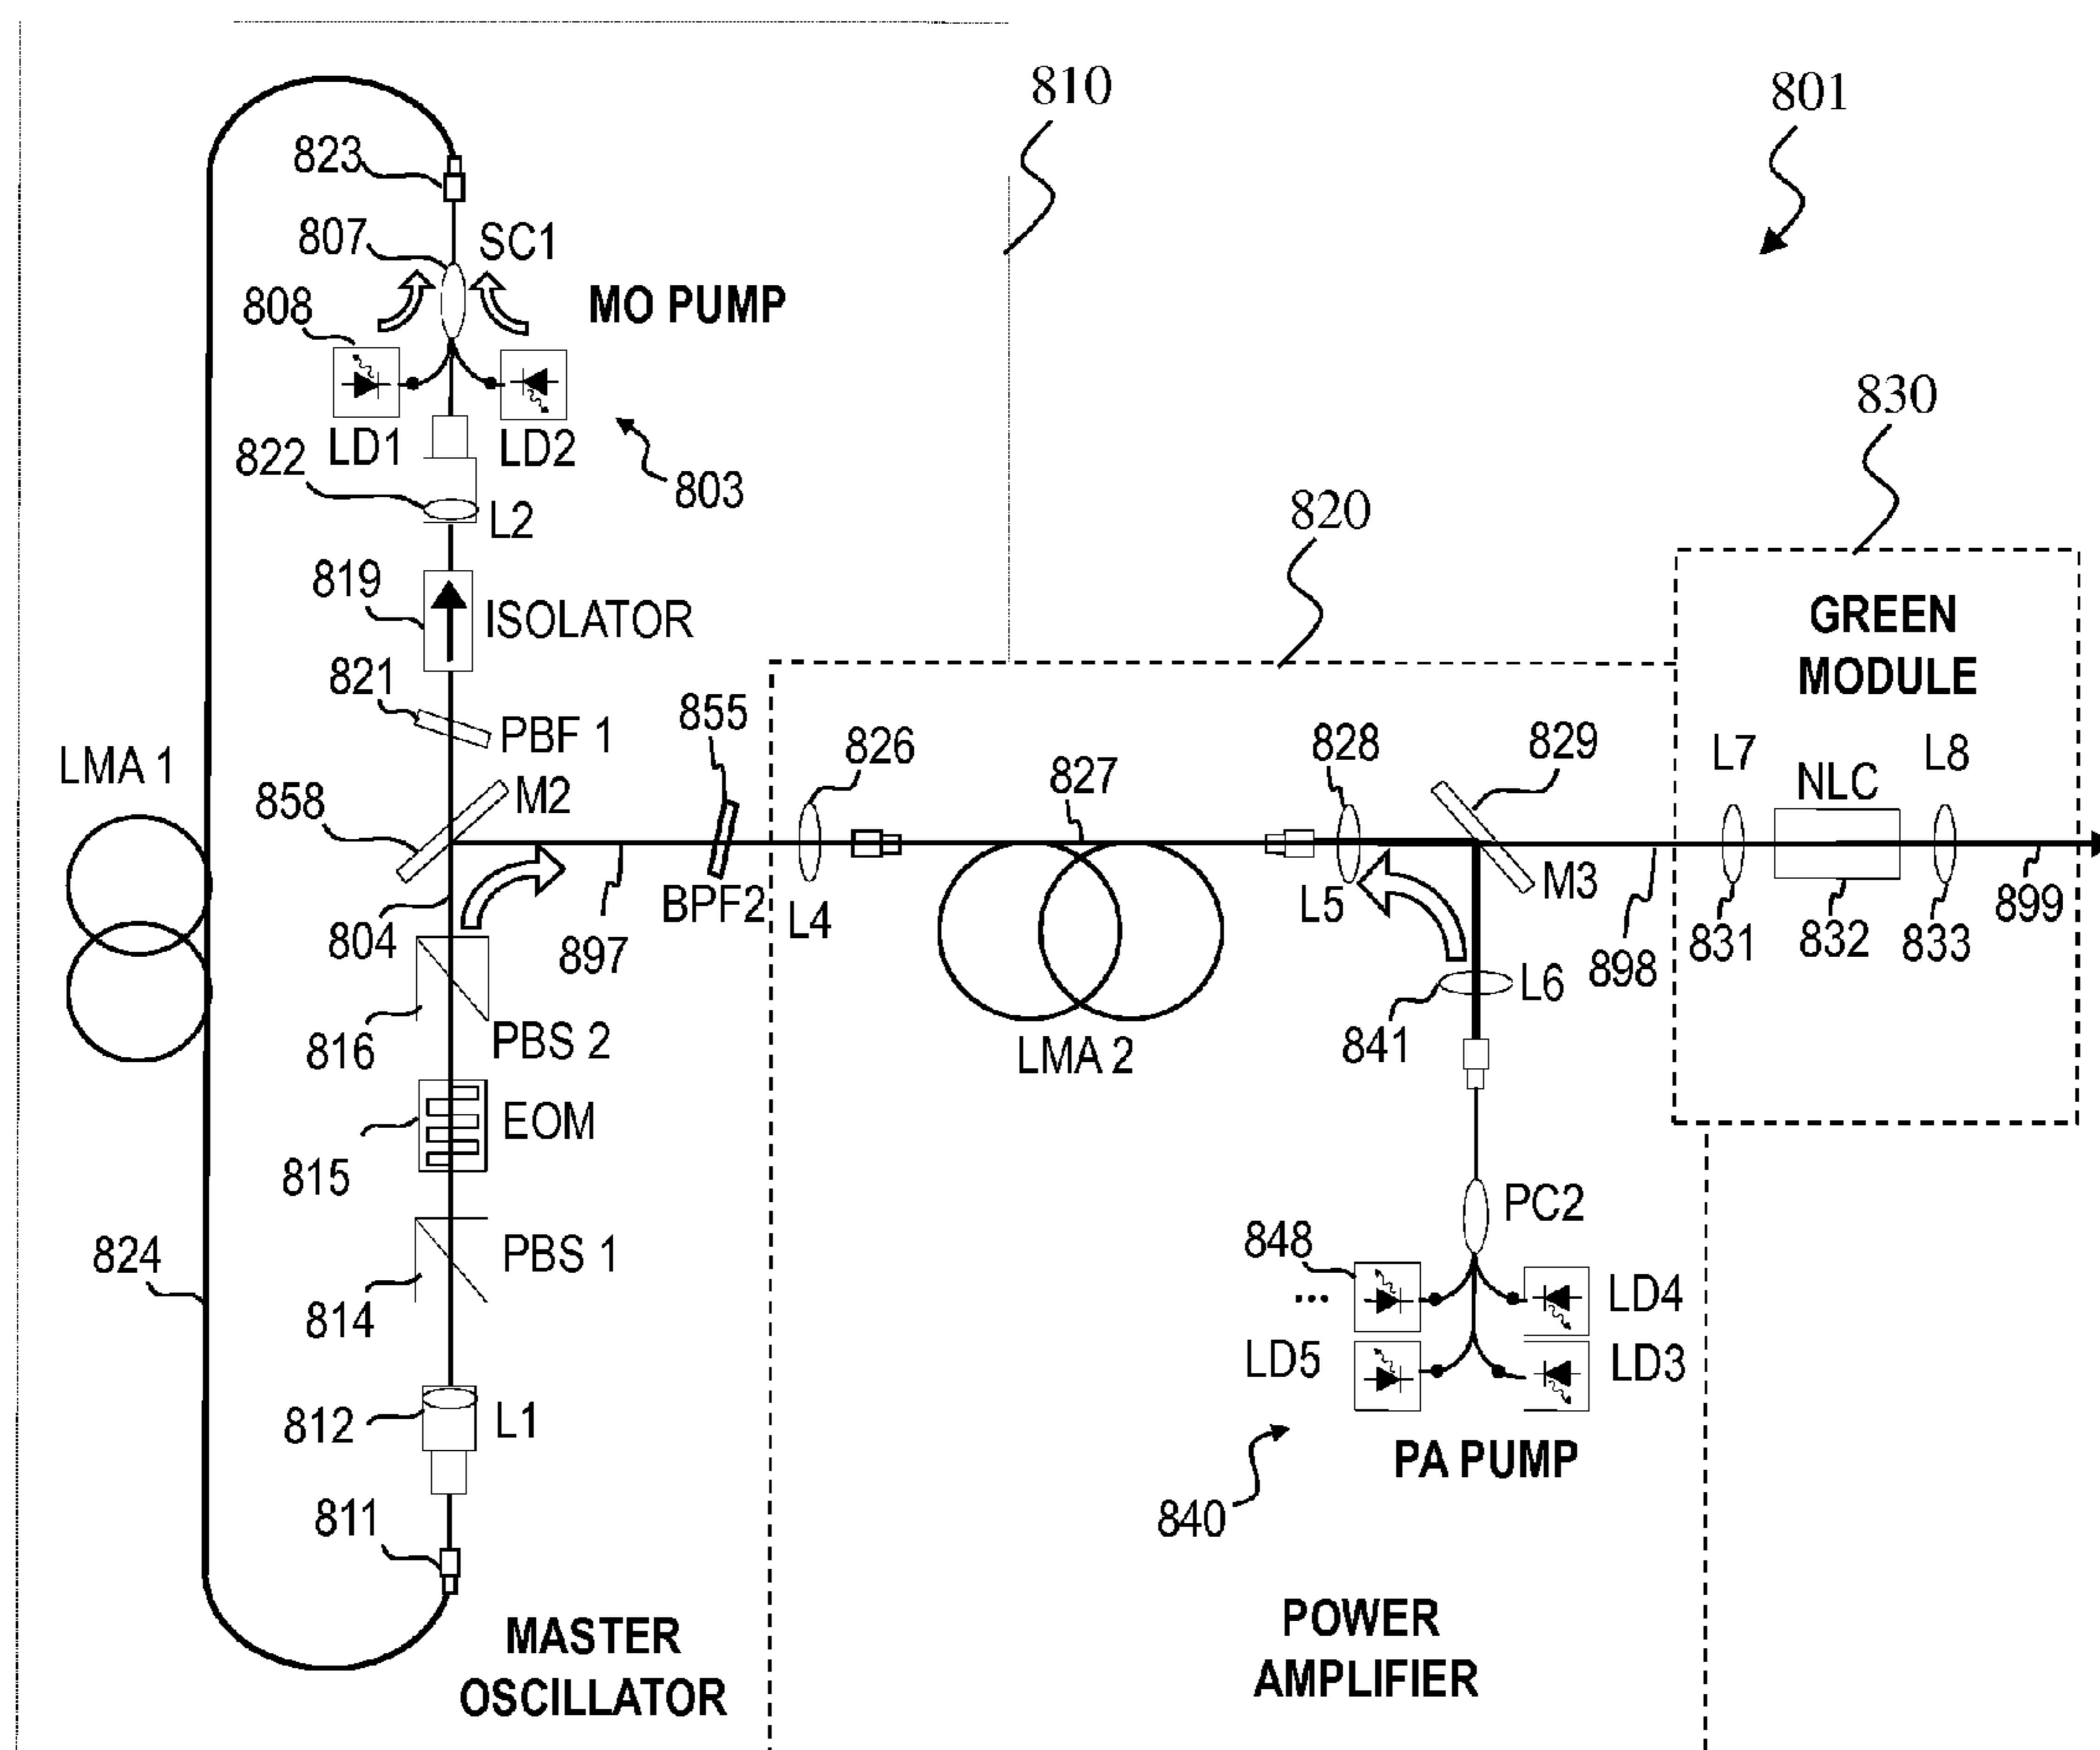 810
801
823
807
SC1
808
MO PUMP
LD1
LD2
822
803
L2
830
820
819
ISOLATOR
GREEN
MODULE
821
PBF 1
855
826
828
829
LMA 1
858
M2
827
L7
NLC
L8
BPF2
L4
L5
M3
804
897
898
831
832
833
899
816
PBS 2
LMA 2
841
L6
EOM
815
PBS 1
824
814
PC2
848
...
LD4
LD5
LD3
812
L1
PA PUMP
811
840
MASTER
OSCILLATOR
POWER
AMPLIFIER